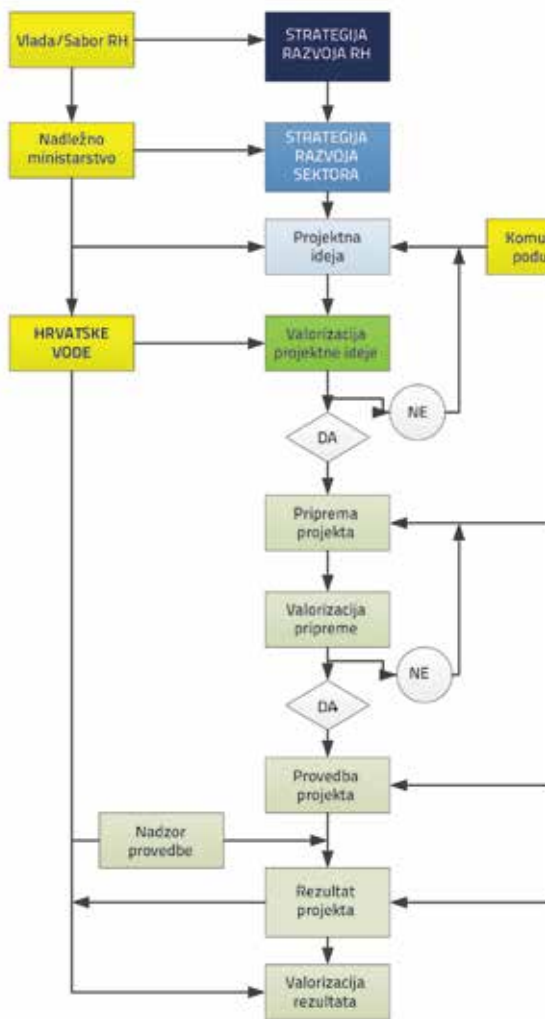 Vlada/Sabor RH
STRATEGIJA
RAZVOJA RH
Nadležno
ministarstvo
STRATEGIJA
RAZVOJA
SEKTORA
Projektna
ideja
HRVATSKE
VODE
Valorizacija
projektne ideje
NE
DA
Priprema
projekta
Valorizacija
pripreme
NE
DA
Provedba
projekta
Nadzor
provedbe
Rezultat
projekta
Valorizacija
rezultata